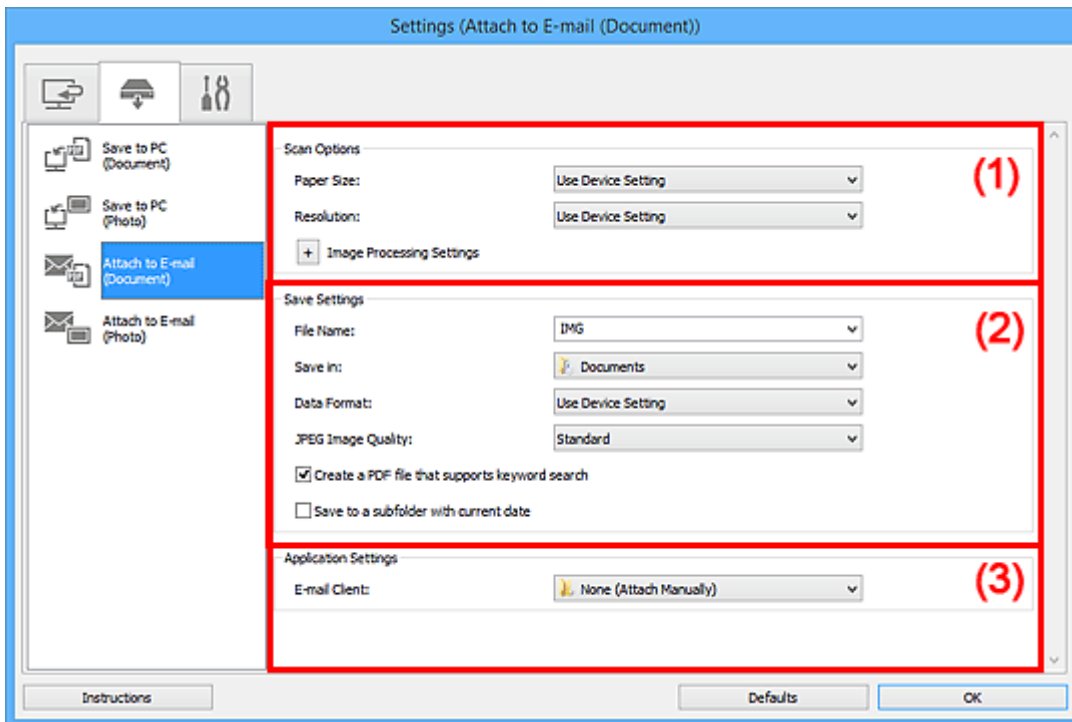 Settings (Attach to E-mail (Document))
Save to PC
(Document)
Save to PC
(Photo)
Attach to E-mail
(Document)
Attach to E-mail
(Photo)
Scan Options
(1)
Paper Size: Use Device Setting
Resolution: Use Device Setting
+ Image Processing Settings
Save Settings
(2)
File Name: IMG
Save in: Documents
Data Format: Use Device Setting
JPEG Image Quality: Standard
Create a PDF file that supports keyword search
Save to a subfolder with current date
Application Settings
(3)
E-mail Client: None (Attach Manually)
Instructions Defaults OK